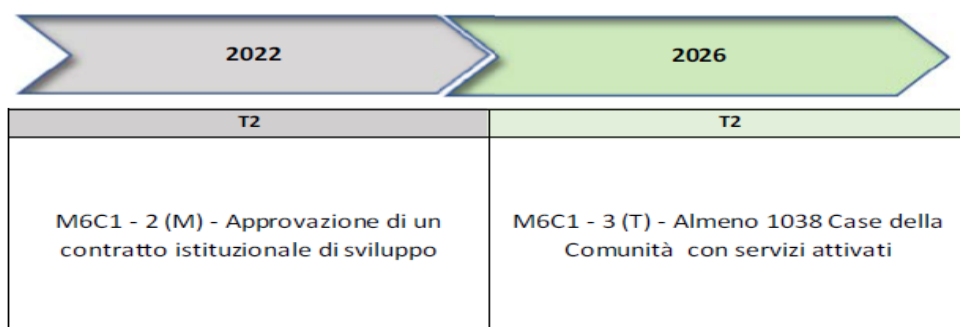 2022
2026
T2
T2
M6C1 - 2 (M) - Approvazione di un
contratto istituzionale di sviluppo
M6C1 - 3 (T) - Almeno 1038 Case della
Comunità con servizi attivati